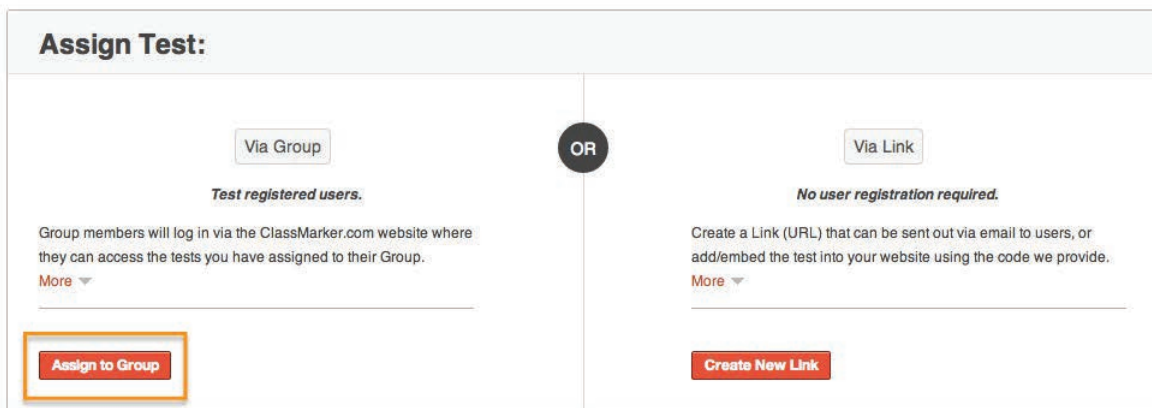 Assign Test:
Via Group
Test registered users.
Group members will log in via the ClassMarker.com website where
they can access the tests you have assigned to their Group.
More
Assign to Group
OR
Via Link
No user registration required.
Create a Link (URL) that can be sent out via email to users, or
add/embed the test into your website using the code we provide.
More
Create New Link